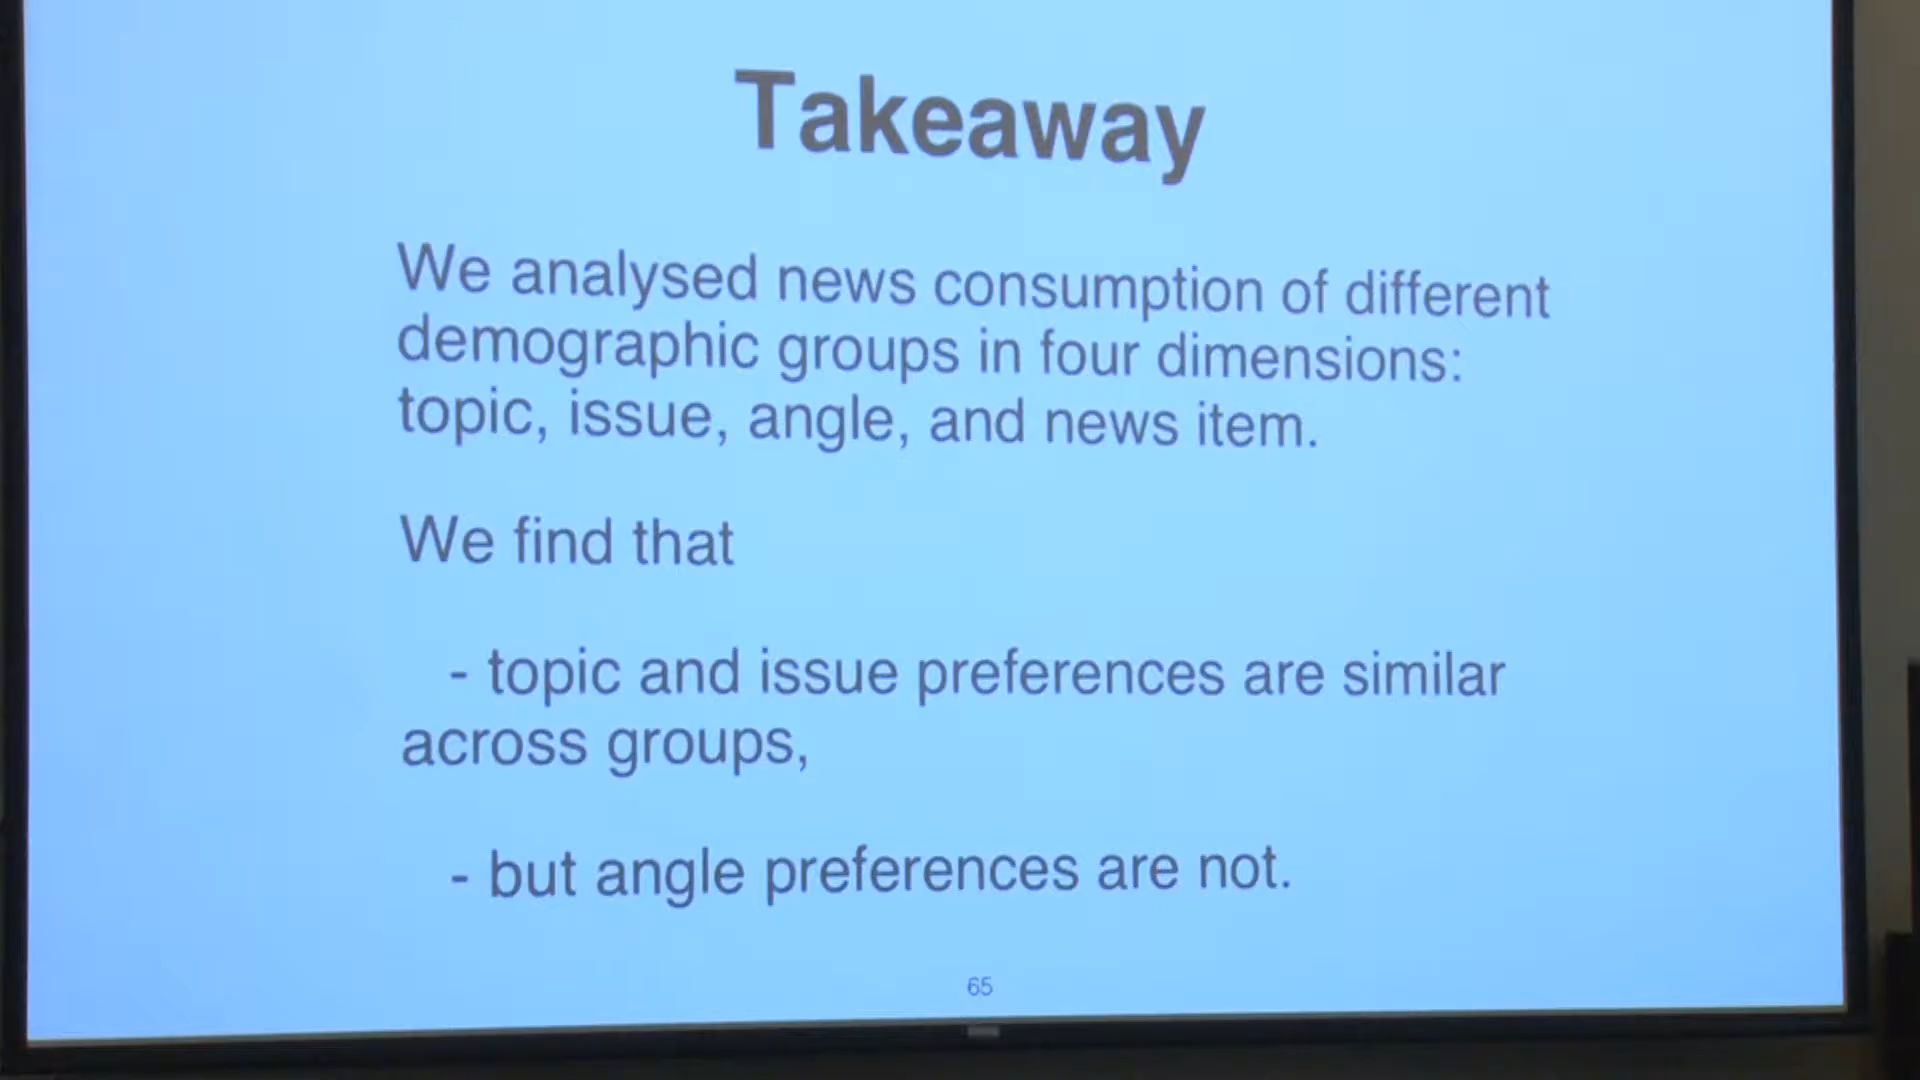 Takeaway
We analysed news consumption of different
demographic groups in four dimensions:
topic, issue, angle, and news item.
We find that
- topic and issue preferences are similar
across groups,
- but angle preferences are not.
65